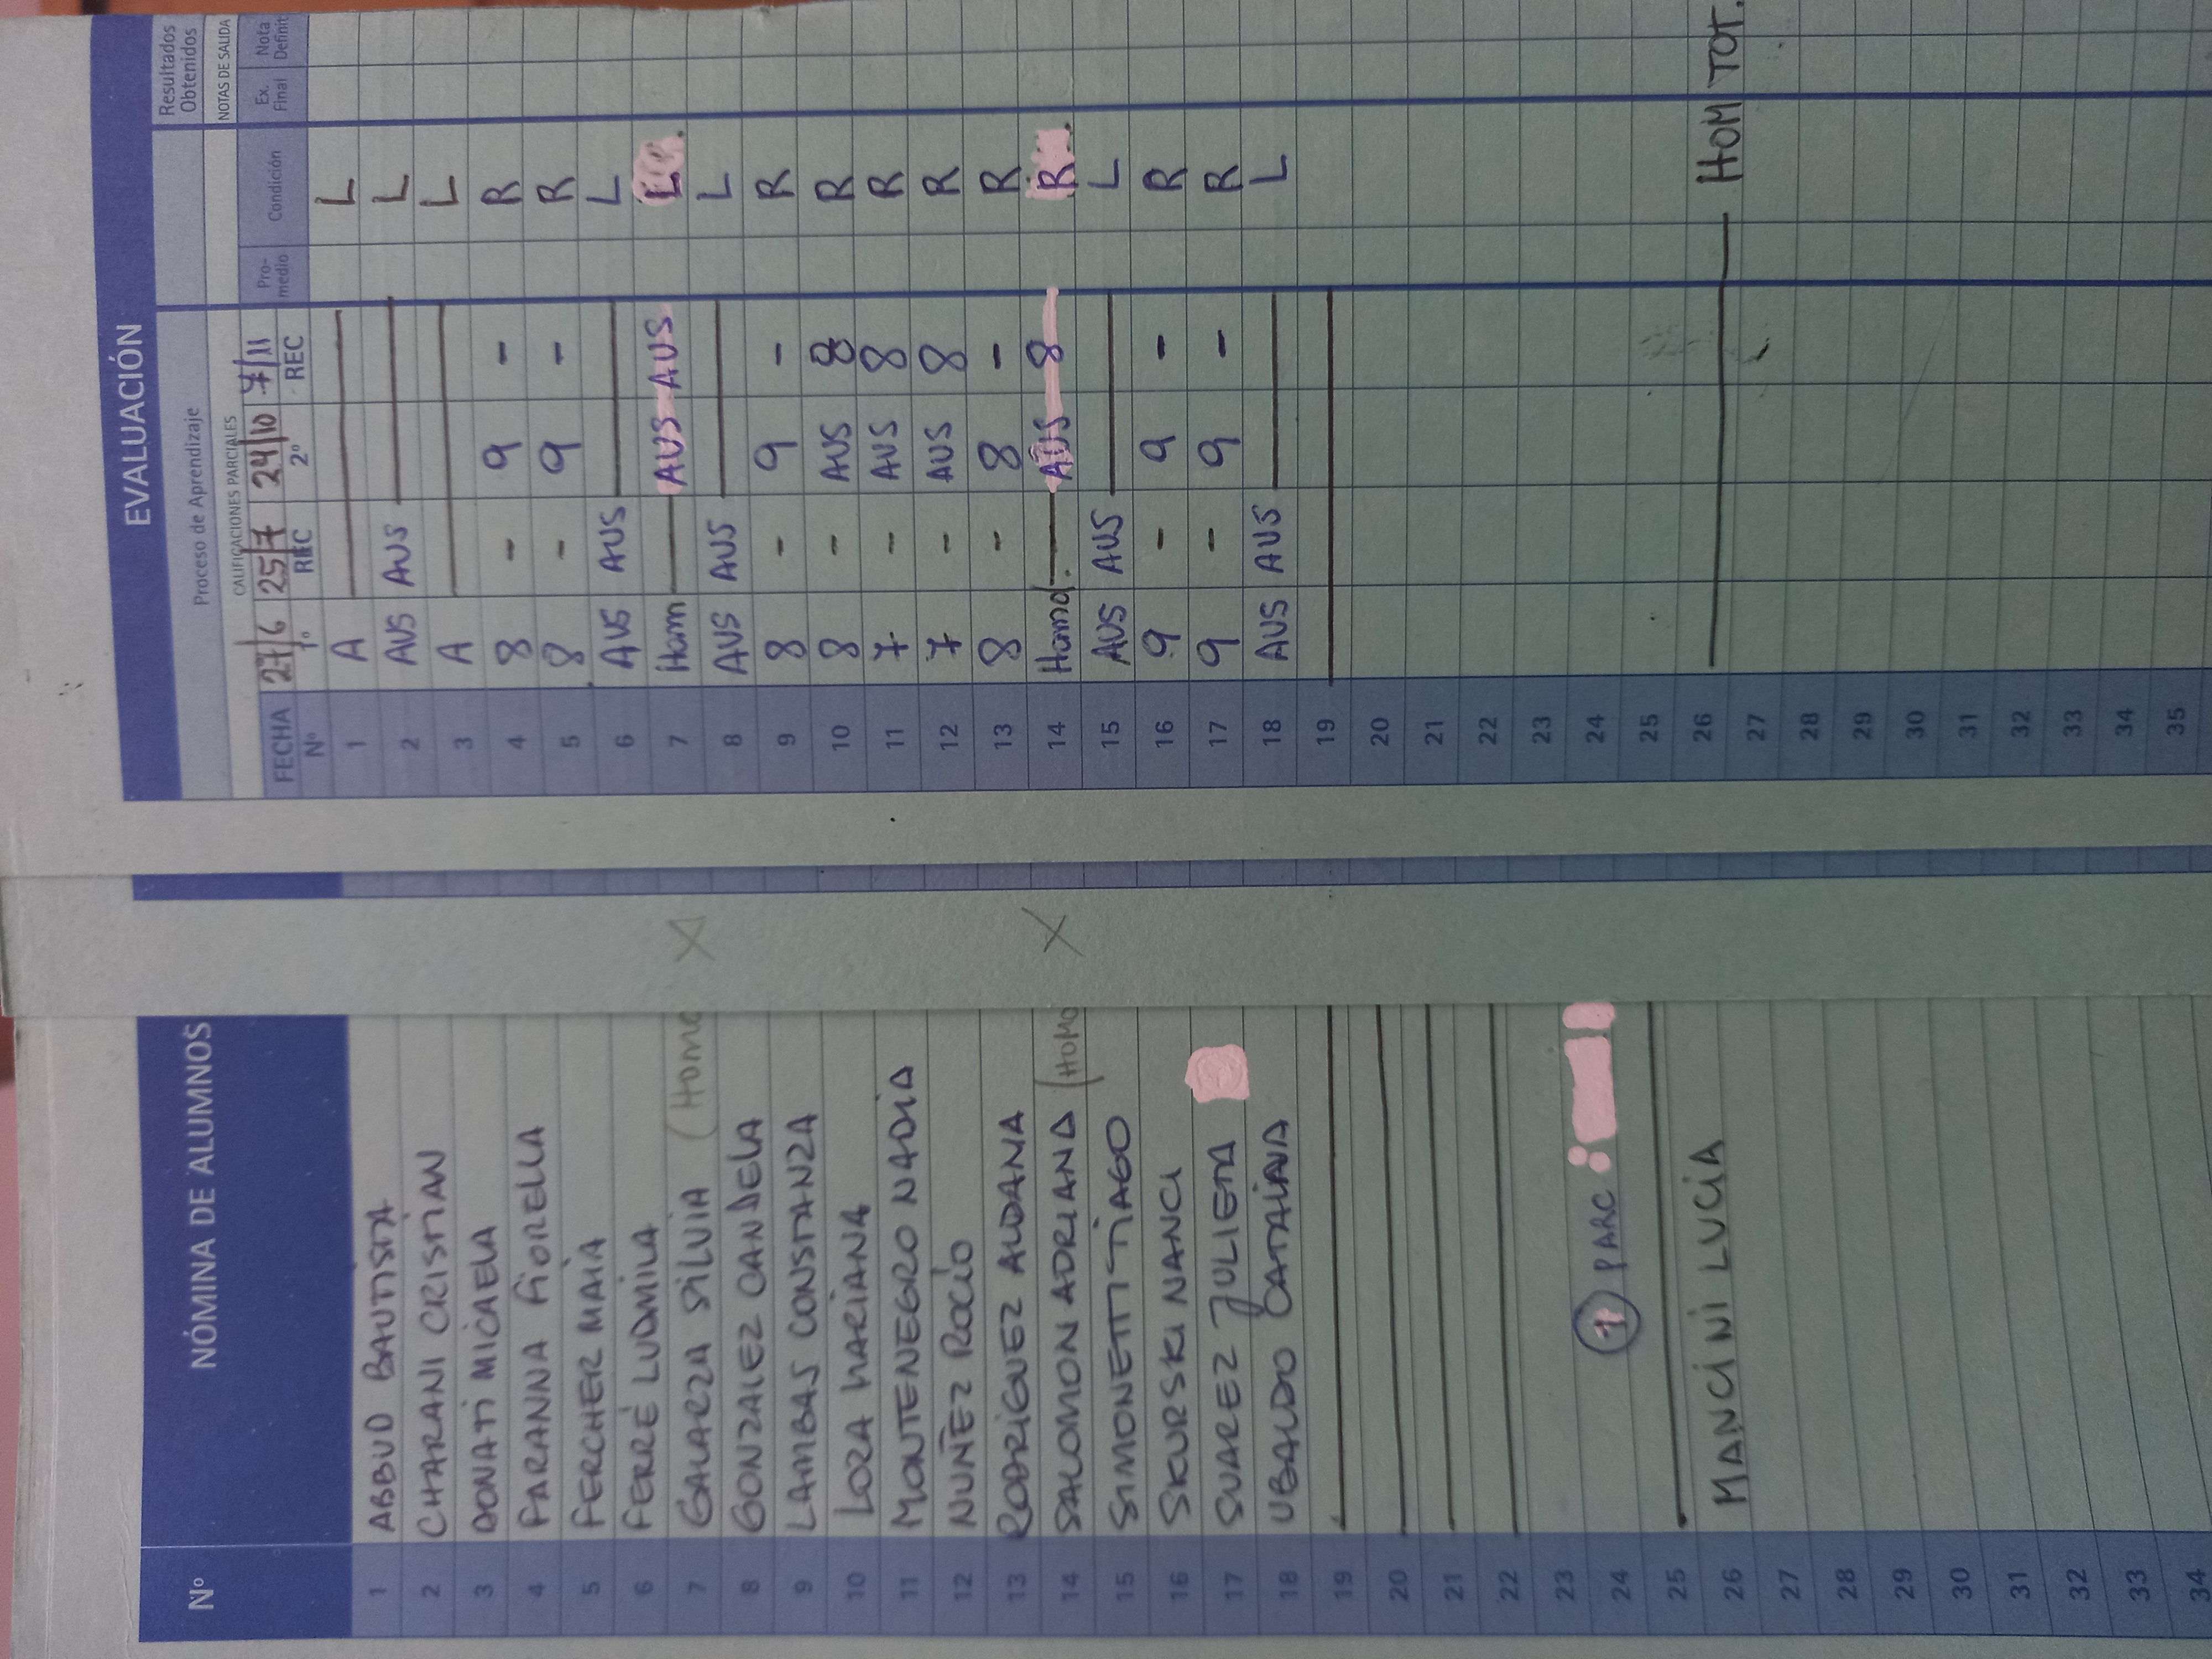 Nº NÓMINA DE ALUMNOS
1 ABBUD BAUTISTA
2 CHARANI CRISTIAN
3 DONATI MICAELA
4 FARANNA FIORELLA
5 FERCHER MAIA
6 FERRÉ LUDMILA
7 GALARZA SILVIA (HOMO X
8 GONZALEZ CANDELA
9 LAMBAS CONSTANZA
10 LOZA MARIANA
11 MONTENEGRO NADIA
12 NUÑEZ ROCIO
13 RODRIGUEZ ALDANA
14 SALOMON ADRIANA (HOMO X
15 SIMONETTI TIAGO
16 SKURSKI NANCI
17 SUAREZ JULIETA
18 UBALDO CATALINA
19
20
21
22
23
24 1 PARC
25
26 MANCINI LUCIA
27
28
29
30
31
32
33
34
EVALUACIÓN
Proceso de Aprendizaje
Resultados Obtenidos
CALIFICACIONES PARCIALES
NOTAS DE SALIDA
FECHA 27/6 25/7 24/10 7/11 Pro-medio Condición Ex. Final Nota Definit
Nº 1º REC 2º REC
1 A L
2 AUS AUS L
3 A L
4 8 - 9 - R
5 8 - 9 - R
6 AUS AUS L
7 Hom AUS AUS L
8 AUS AUS L
9 8 - 9 - R
10 8 - AUS 8 R
11 7 - AUS 8 R
12 7 - AUS 8 R
13 8 - 8 - R
14 Homo. AUS 8 R
15 AUS AUS L
16 9 - 9 - R
17 9 - 9 - R
18 AUS AUS L
19
20
21
22
23
24
25
26 HOM TOT.
27
28
29
30
31
32
33
34
35